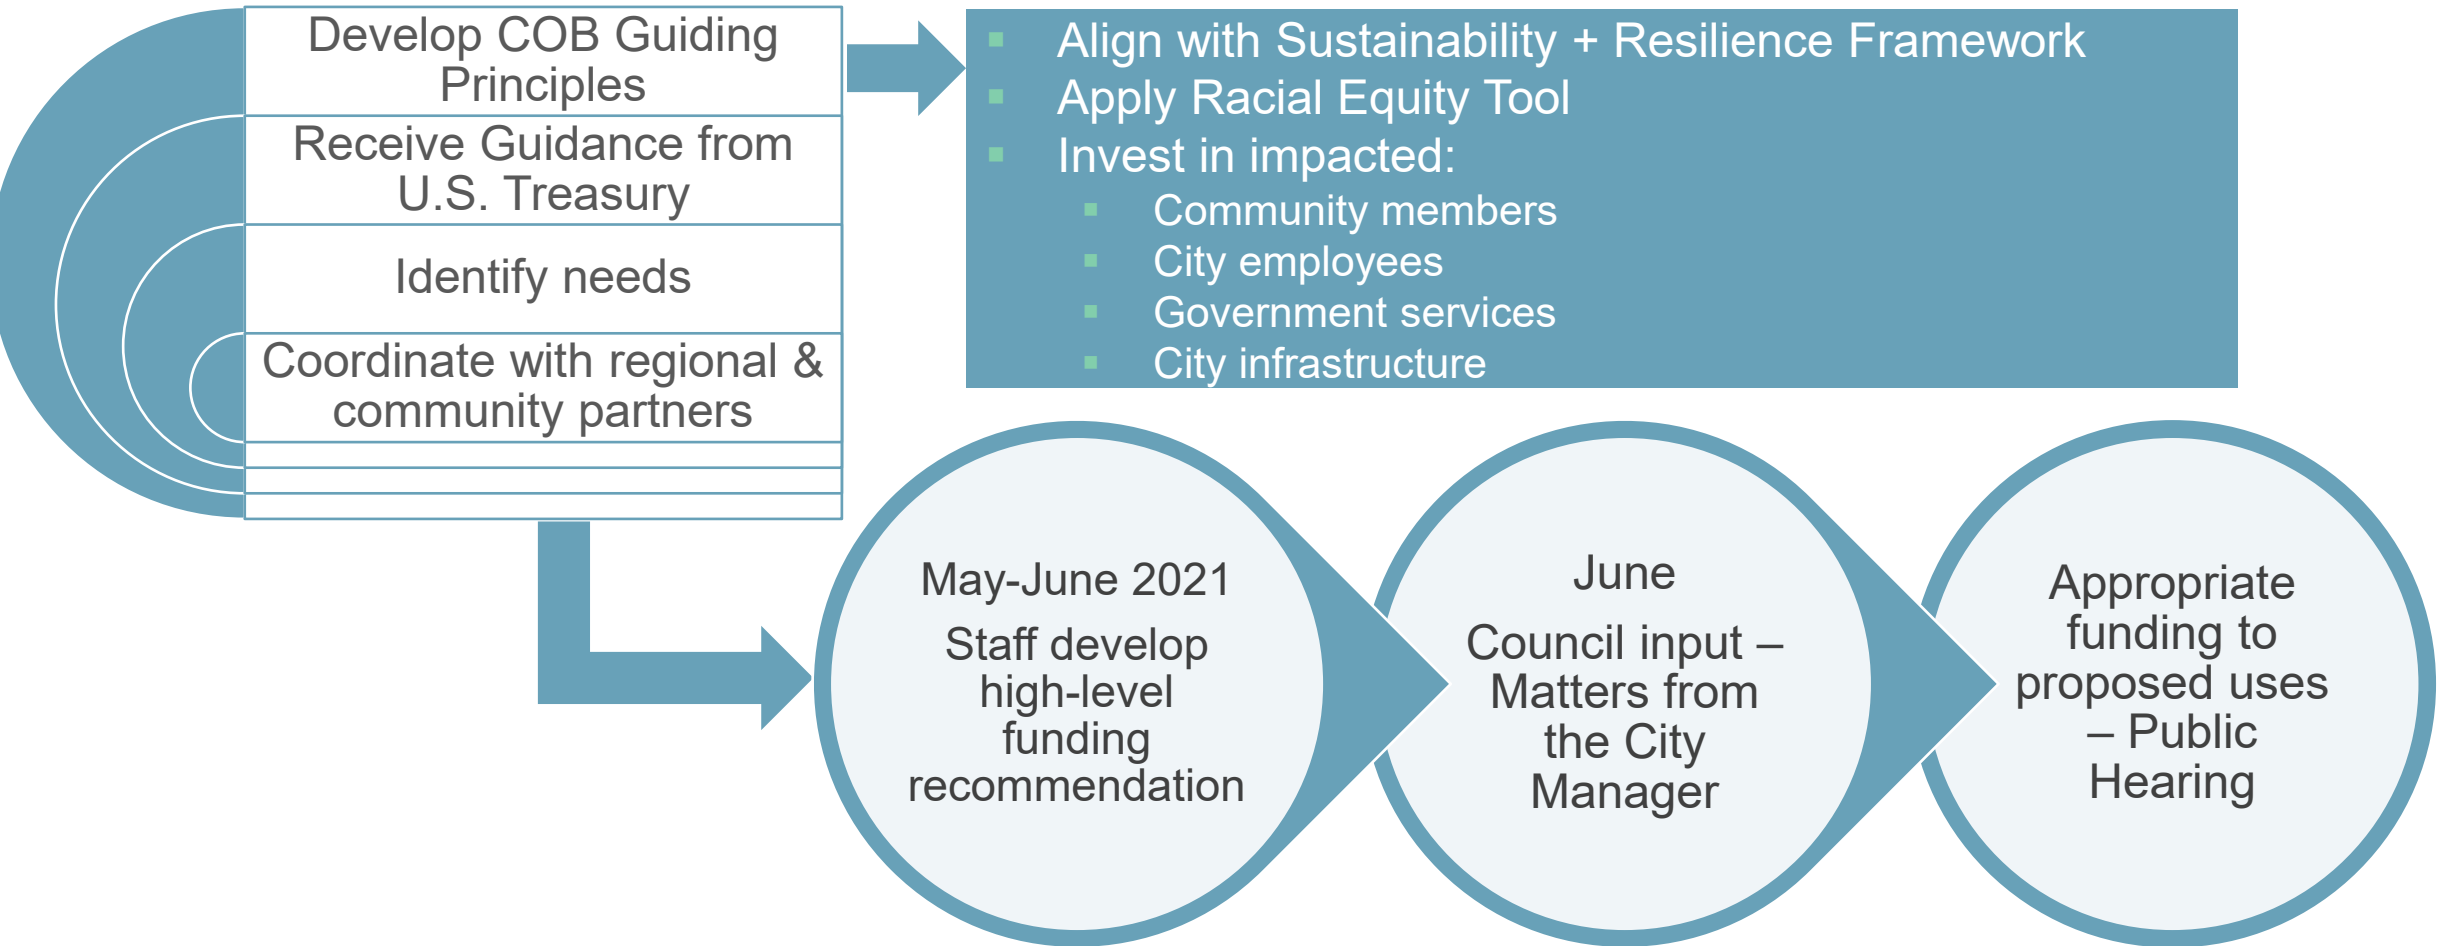 Develop COB Guiding
Principles
Receive Guidance from
U.S. Treasury
Identify needs
Coordinate with regional &
community partners
Align with Sustainability + Resilience Framework
Apply Racial Equity Tool
Invest in impacted:
Community members
City employees
Government services
City infrastructure
May-June 2021
Staff develop
high-level
funding
recommendation
June
Council input –
Matters from
the City
Manager
Appropriate
funding to
proposed uses
– Public
Hearing